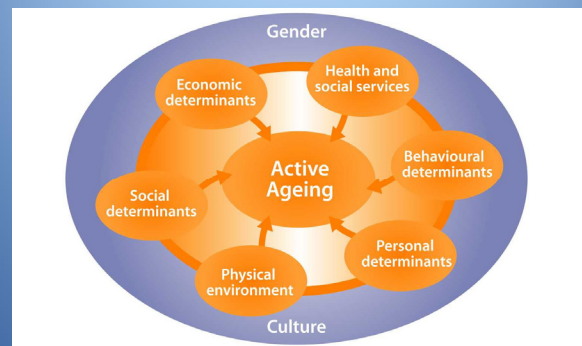 Gender
Economic
determinants
Health and
social services
Active
Ageing
Behavioural
determinants
Social
determinants
Personal
determinants
Physical
environment
Culture